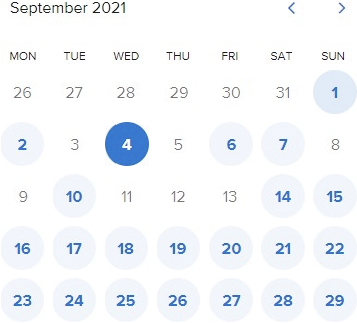 September 2021
MON TUE WED THU FRI SAT SUN
26 27 28 29 30 31 1
2 3 4 5 6 7 8
9 10 11 12 13 14 15
16 17 18 19 20 21 22
23 24 25 26 27 28 29